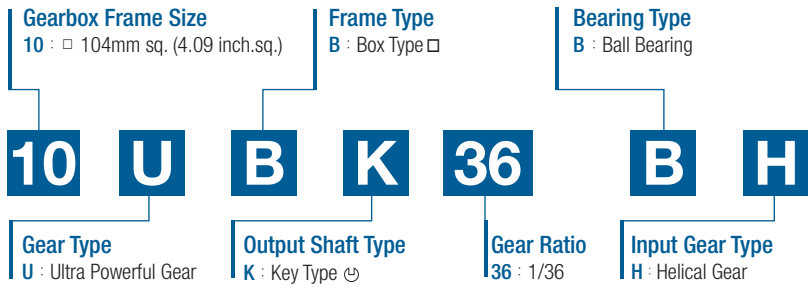 Gearbox Frame Size
10 : □ 104mm sq. (4.09 inch.sq.)
Frame Type
B : Box Type □
Bearing Type
B : Ball Bearing
10 U B K 36 B H
Gear Type
U : Ultra Powerful Gear
Output Shaft Type
K : Key Type
Gear Ratio
36 : 1/36
Input Gear Type
H : Helical Gear